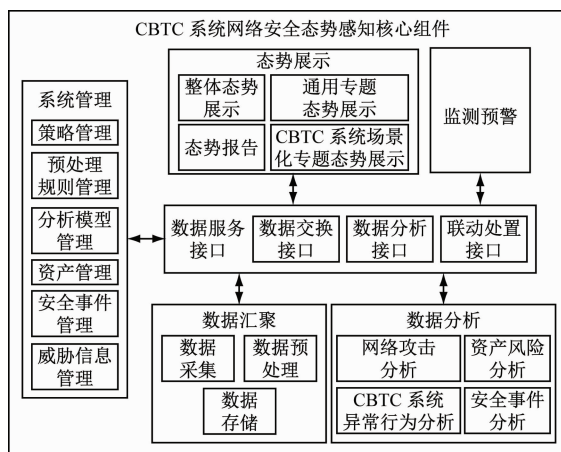 CBTC 系统网络安全态势感知核心组件
系统管理
策略管理
预处理
规则管理
分析模型
管理
资产管理
安全事件
管理
威胁信息
管理
态势展示
整体态势
展示
通用专题
态势展示
态势报告
CBTC 系统场景
化专题态势展示
监测预警
数据服务
接口
数据交换
接口
数据分析
接口
联动处置
接口
数据汇聚
数据
采集
数据预
处理
数据
存储
数据分析
网络攻击
分析
资产风险
分析
CBTC 系统
异常行为分析
安全事件
分析